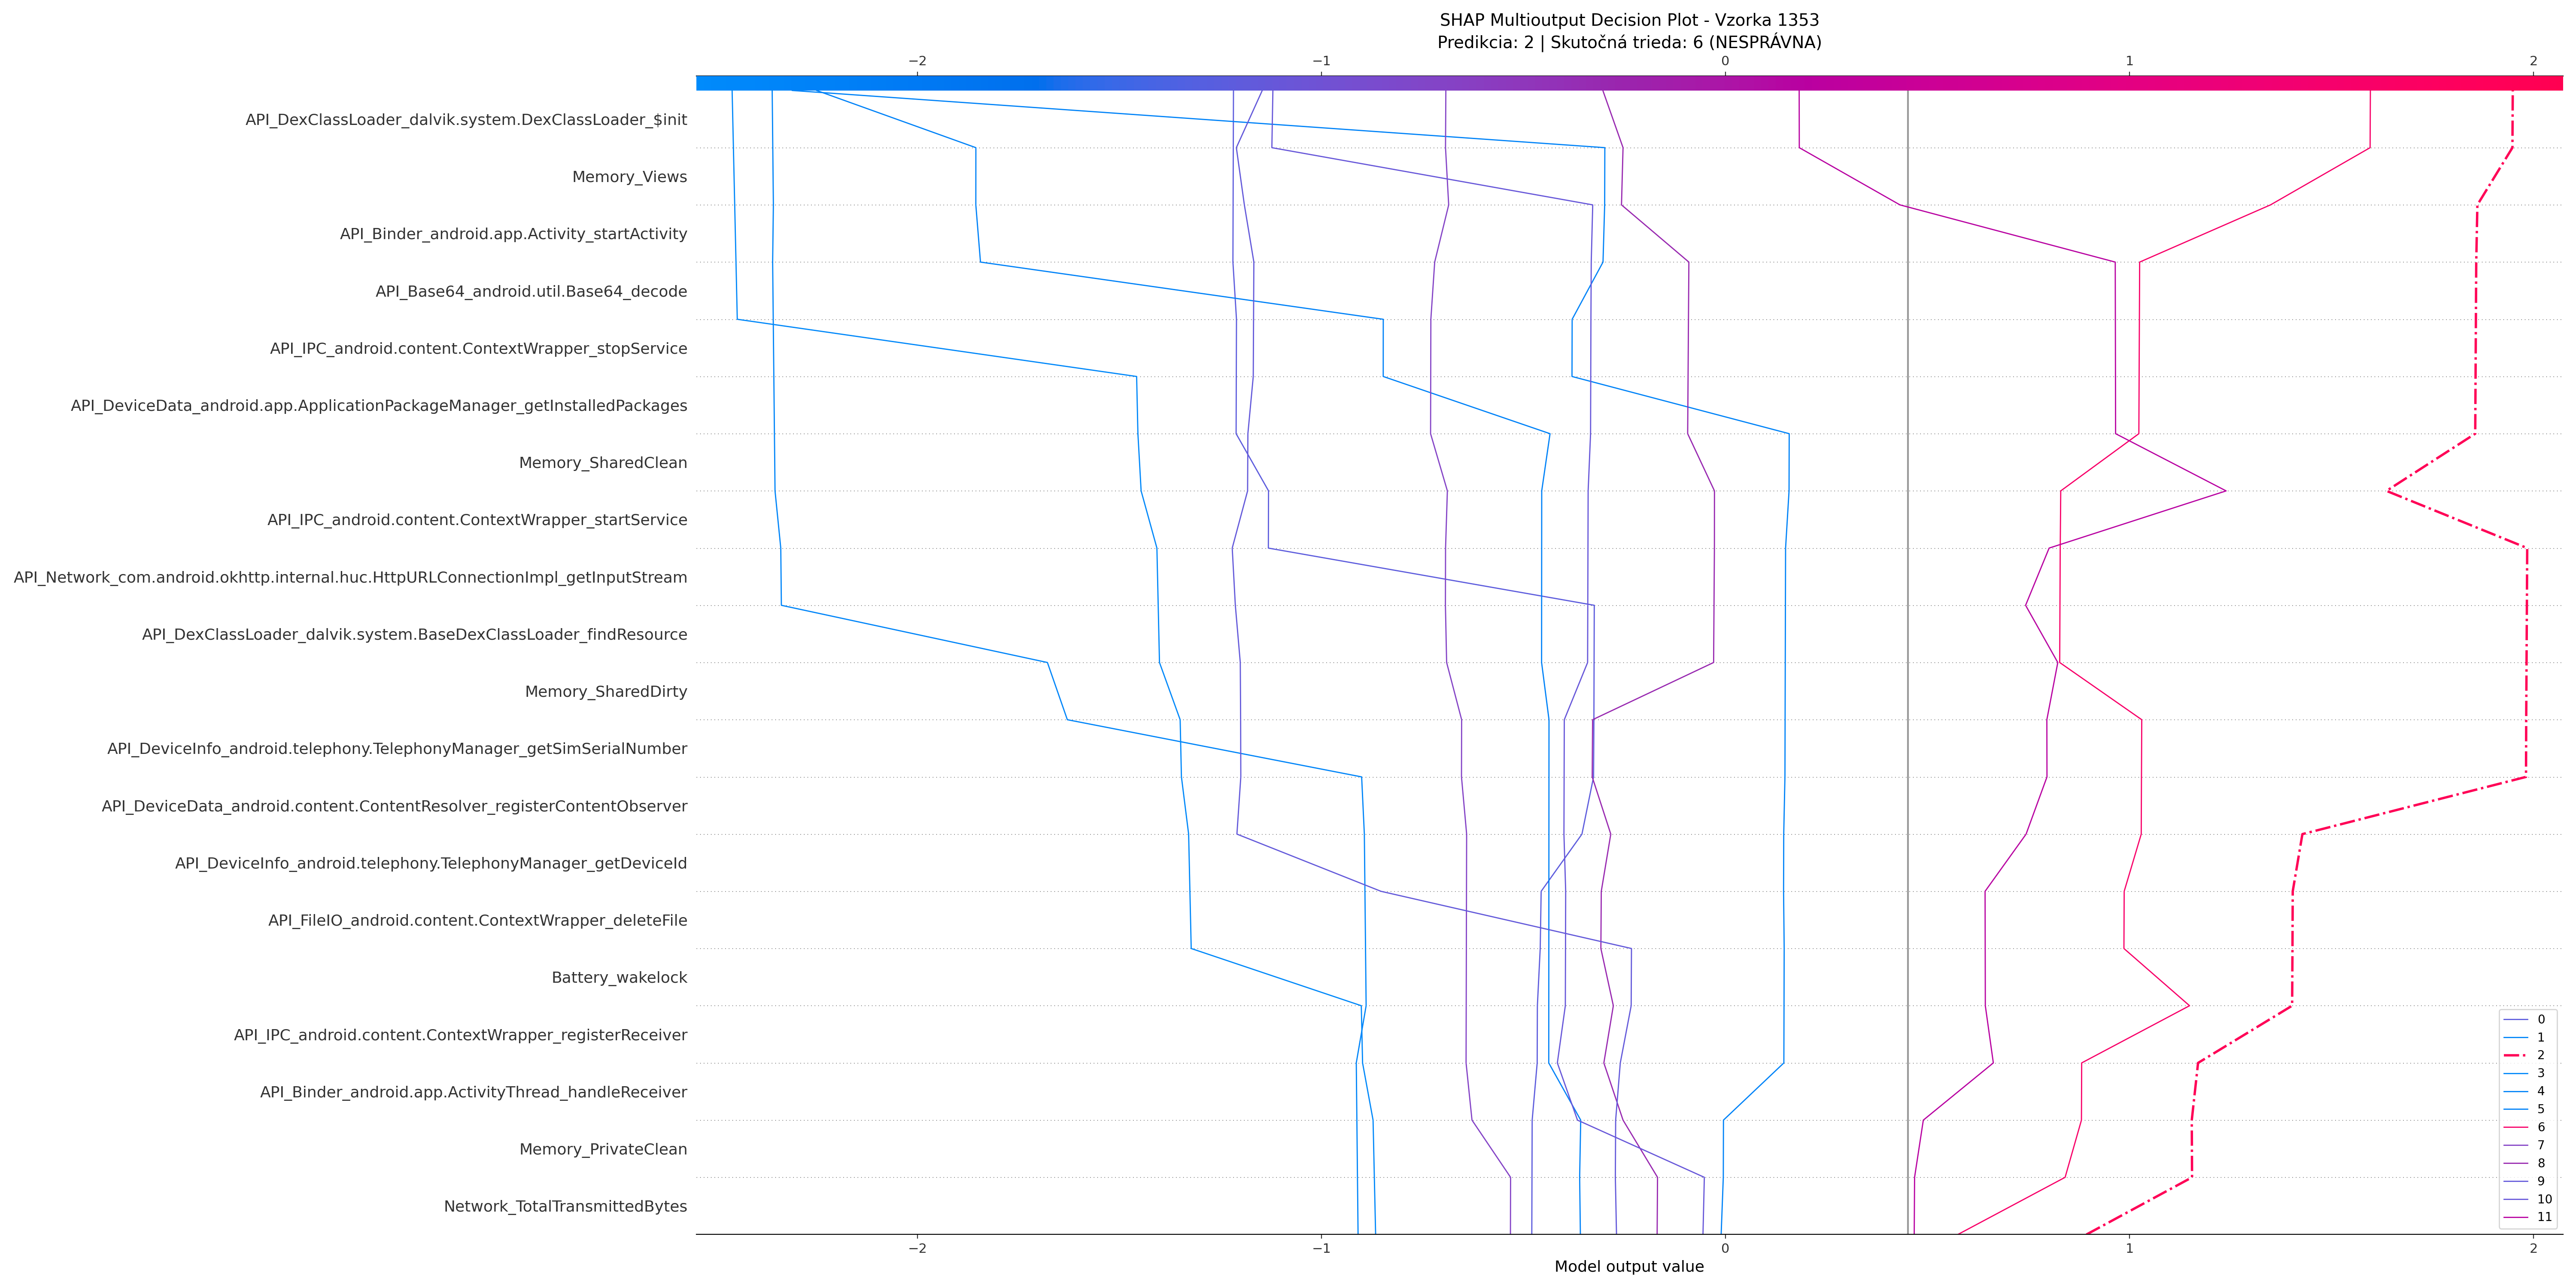 SHAP Multioutput Decision Plot - Vzorka 1353
Predikcia: 2 | Skutočná trieda: 6 (NESPRÁVNA)
−2 −1 0 1 2
API_DexClassLoader_dalvik.system.DexClassLoader_$init
Memory_Views
API_Binder_android.app.Activity_startActivity
API_Base64_android.util.Base64_decode
API_IPC_android.content.ContextWrapper_stopService
API_DeviceData_android.app.ApplicationPackageManager_getInstalledPackages
Memory_SharedClean
API_IPC_android.content.ContextWrapper_startService
API_Network_com.android.okhttp.internal.huc.HttpURLConnectionImpl_getInputStream
API_DexClassLoader_dalvik.system.BaseDexClassLoader_findResource
Memory_SharedDirty
API_DeviceInfo_android.telephony.TelephonyManager_getSimSerialNumber
API_DeviceData_android.content.ContentResolver_registerContentObserver
API_DeviceInfo_android.telephony.TelephonyManager_getDeviceId
API_FileIO_android.content.ContextWrapper_deleteFile
Battery_wakelock
API_IPC_android.content.ContextWrapper_registerReceiver
API_Binder_android.app.ActivityThread_handleReceiver
Memory_PrivateClean
Network_TotalTransmittedBytes
0
1
2
3
4
5
6
7
8
9
10
11
−2 −1 0 1 2
Model output value